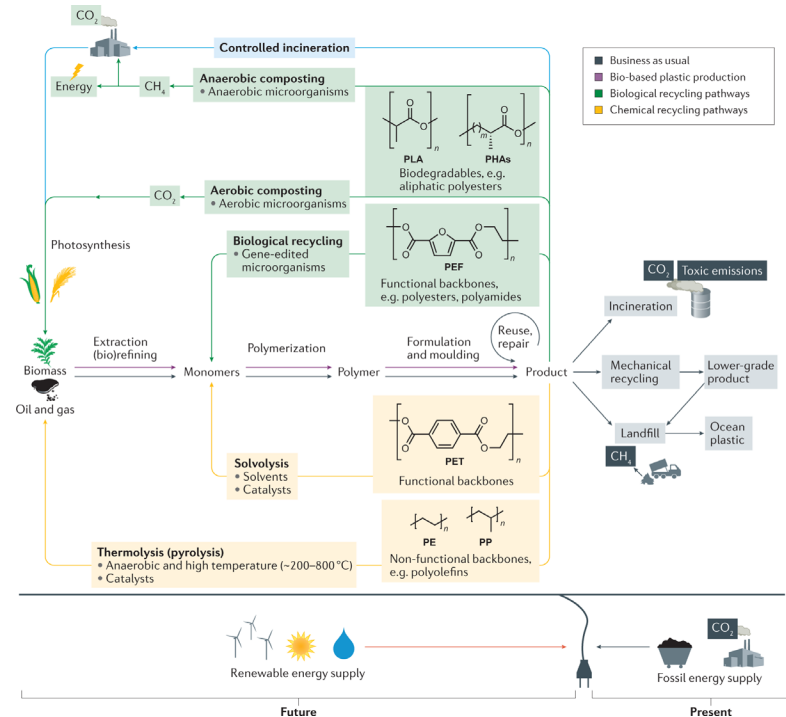 CO2
Controlled incineration
Business as usual
Bio-based plastic production
Biological recycling pathways
Chemical recycling pathways
Energy
CH4
Anaerobic composting
• Anaerobic microorganisms
O
O
n
PLA
m
O
O
n
PHAs
Biodegradables, e.g.
aliphatic polyesters
CO2
Aerobic composting
• Aerobic microorganisms
Photosynthesis
Biological recycling
• Gene-edited
microorganisms
O
O
O
O
O
n
PEF
Functional backbones,
e.g. polyesters, polyamides
CO2
Toxic emissions
Incineration
Reuse,
repair
Extraction
(bio)refining
Polymerization
Formulation
and moulding
Biomass
Monomers
Polymer
Product
Mechanical
recycling
Lower-grade
product
Oil and gas
Landfill
Ocean
plastic
CH4
O
O
O
O
n
PET
Functional backbones
Solvolysis
• Solvents
• Catalysts
n
PE
n
PP
Non-functional backbones,
e.g. polyolefins
Thermolysis (pyrolysis)
• Anaerobic and high temperature (~200–800 °C)
• Catalysts
Renewable energy supply
CO2
Fossil energy supply
Future
Present